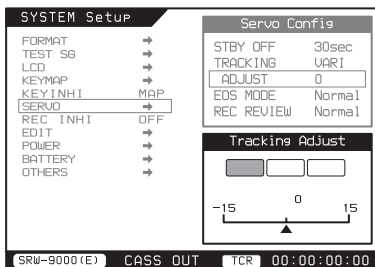 SYSTEM Setup
FORMAT
TEST SG
LCD
KEYMAP
KEYINHI MAP
SERVO
REC INHI OFF
EDIT
POWER
BATTERY
OTHERS
Servo Config
STBY OFF 30sec
TRACKING VARI
ADJUST 0
EOS MODE Normal
REC REVIEW Normal
Tracking Adjust
0
-15 15
SRW-9000(E) CASS OUT TCR 00:00:00:00